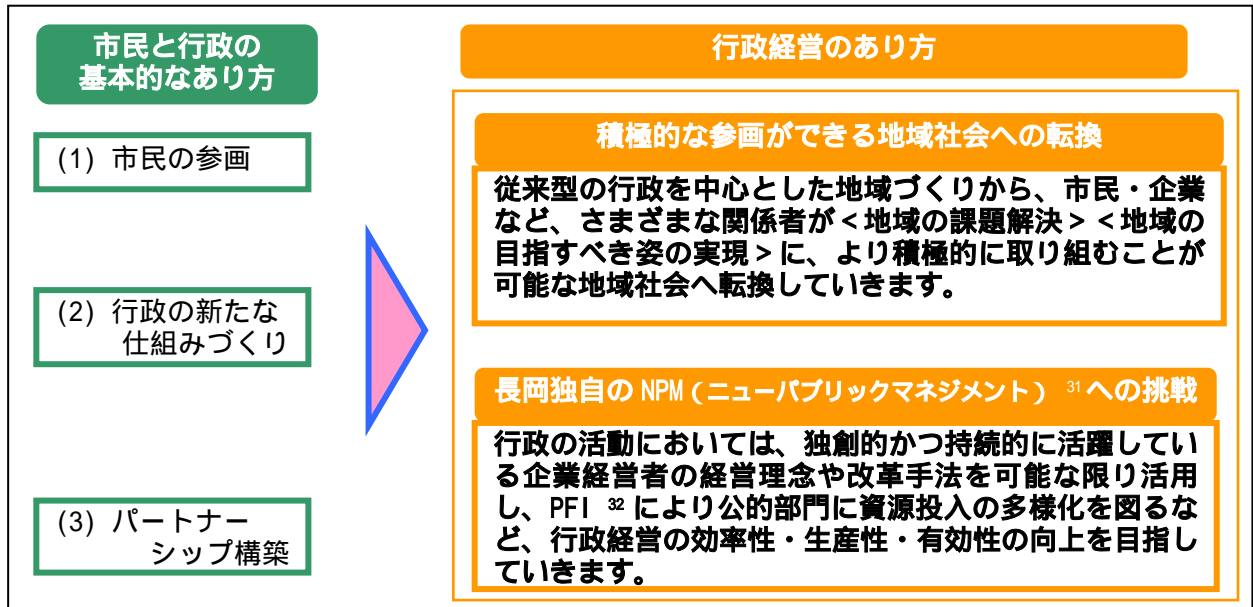 市民と行政の
基本的なあり方
(1) 市民の参画
(2) 行政の新たな
仕組みづくり
(3) パートナー
シップ構築
行政経営のあり方
積極的な参画ができる地域社会への転換
従来型の行政を中心とした地域づくりから、市民・企業
など、さまざまな関係者が<地域の課題解決><地域の
目指すべき姿の実現>に、より積極的に取り組むことが
可能な地域社会へ転換していきます。
長岡独自の NPM(ニューパブリックマネジメント) 31 への挑戦
行政の活動においては、独創的かつ持続的に活躍してい
る企業経営者の経営理念や改革手法を可能な限り活用
し、PFI 32 により公的部門に資源投入の多様化を図るな
ど、行政経営の効率性・生産性・有効性の向上を目指し
ていきます。